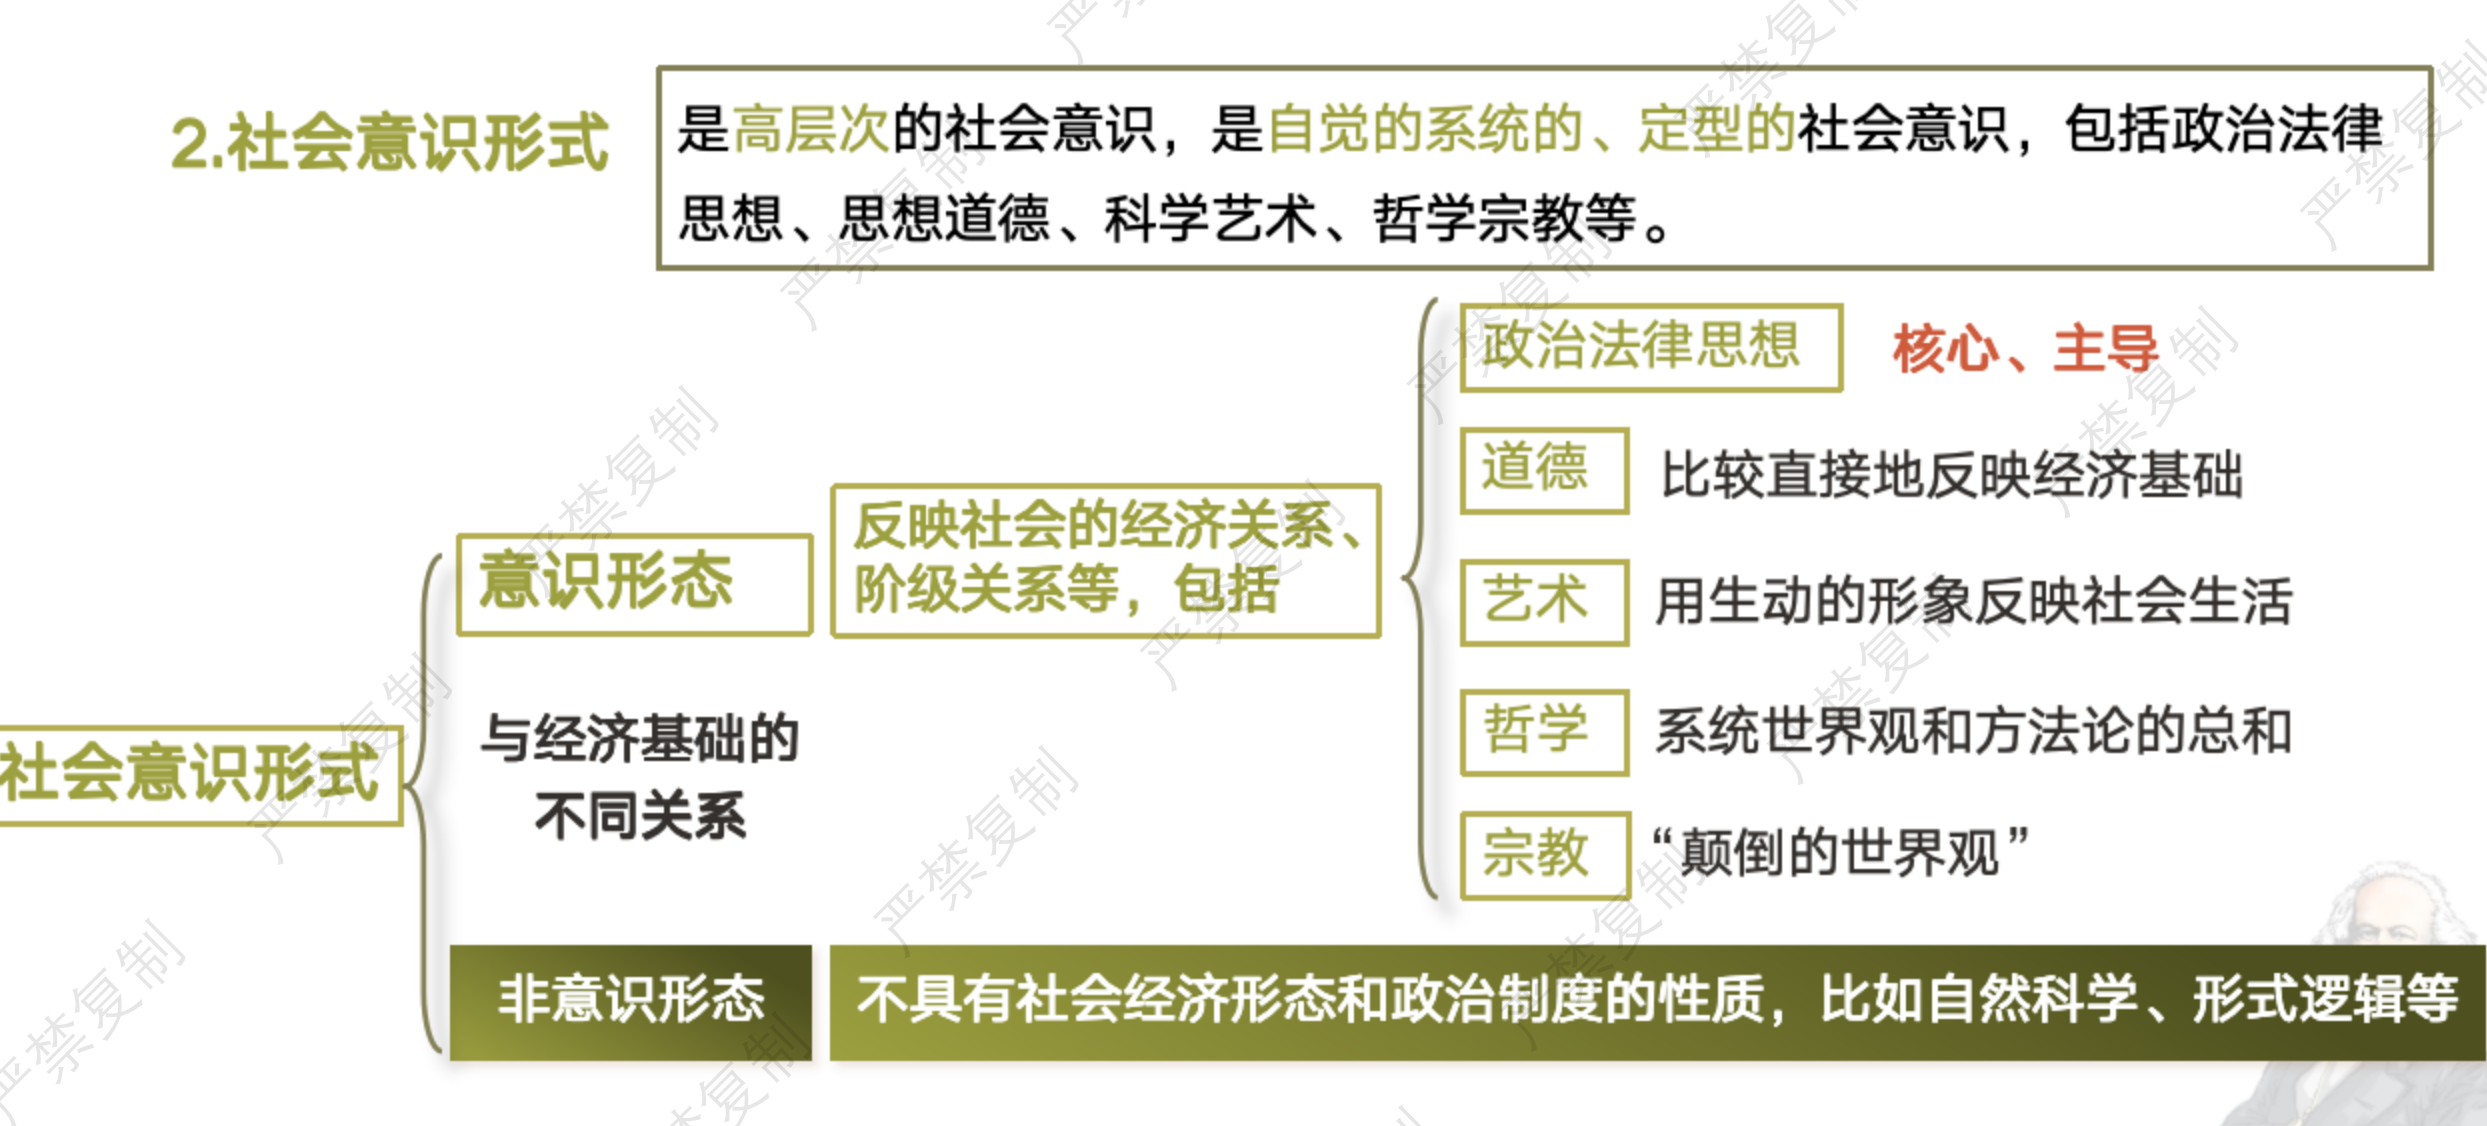 2.社会意识形式
是高层次的社会意识，是自觉的系统的、定型的社会意识，包括政治法律
思想、思想道德、科学艺术、哲学宗教等。
社会意识形式
意识形态
反映社会的经济关系、
阶级关系等，包括
政治法律思想 核心、主导
道德 比较直接地反映经济基础
艺术 用生动的形象反映社会生活
哲学 系统世界观和方法论的总和
宗教 “颠倒的世界观”
与经济基础的
不同关系
非意识形态 不具有社会经济形态和政治制度的性质，比如自然科学、形式逻辑等
严禁复制
严禁复制
严禁复制
严禁复制
严禁复制
严禁复制
严禁复制
严禁复制
严禁复制
严禁复制
严禁复制
严禁复制
严禁复制